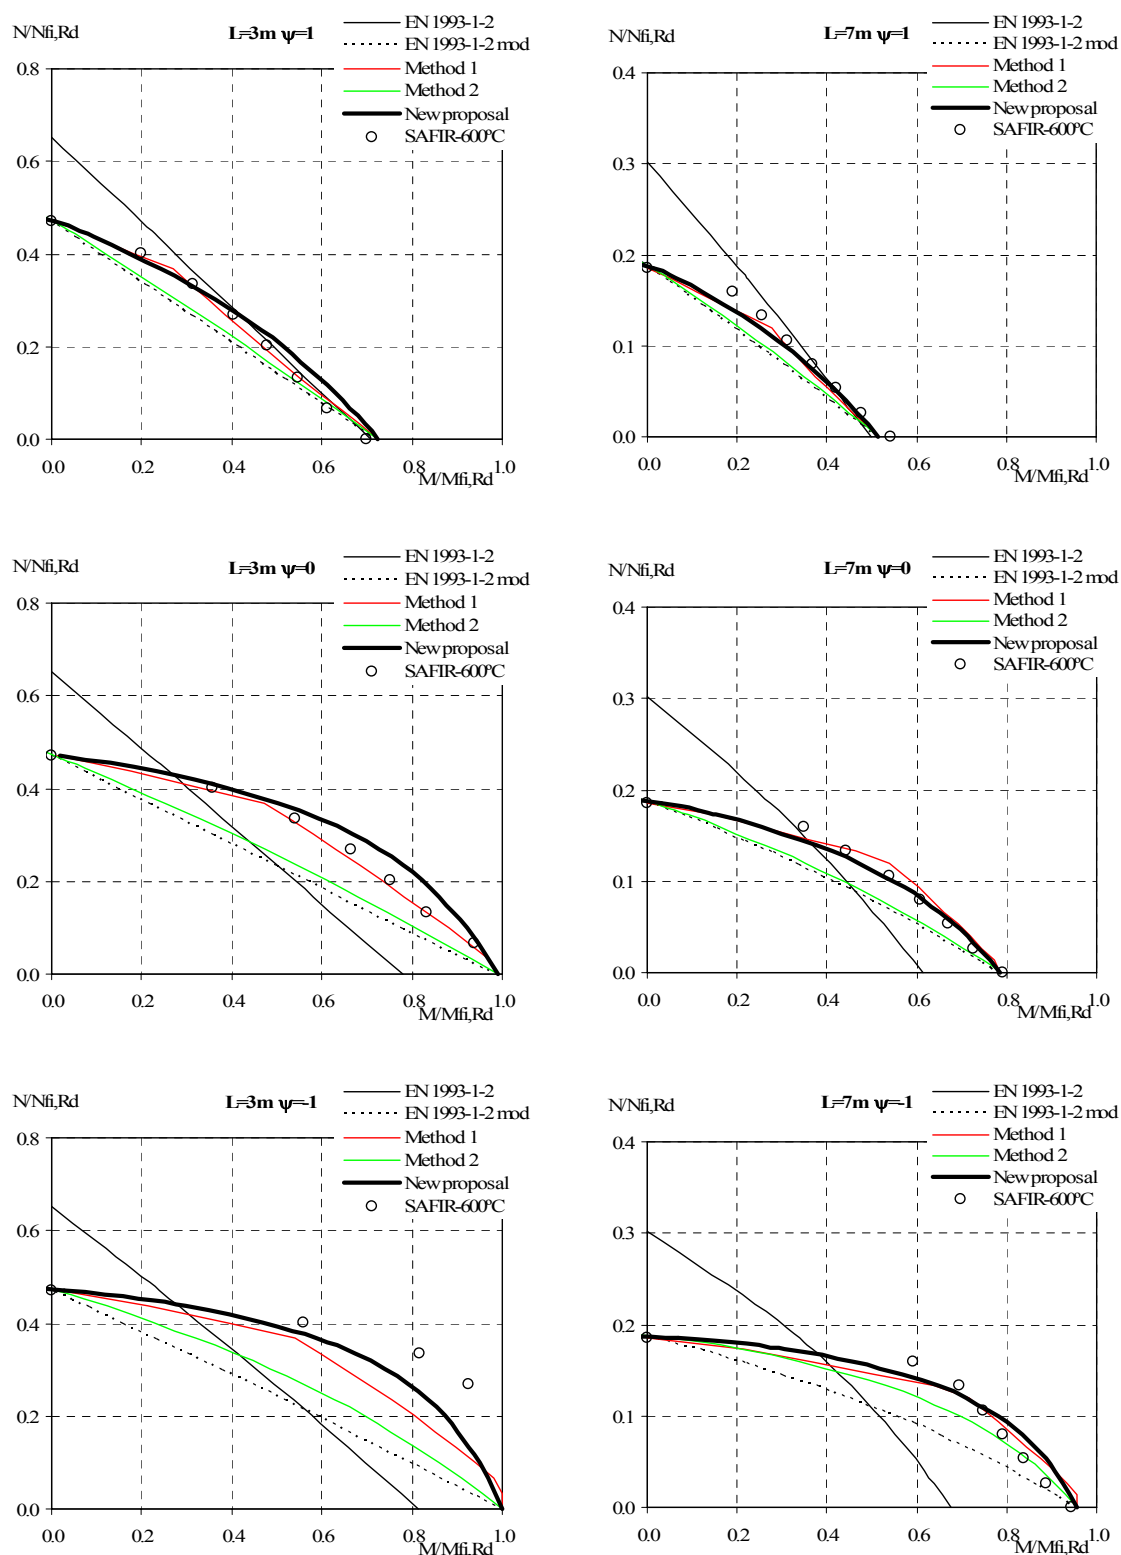 N/Nfi,Rd
L=3m ψ=1
EN 1993-1-2
EN 1993-1-2 mod
Method 1
Method 2
New proposal
SAFIR-600ºC
0.8
0.6
0.4
0.2
0.0
0.0 0.2 0.4 0.6 0.8 1.0
M/Mfi,Rd
N/Nfi,Rd
L=7m ψ=1
EN 1993-1-2
EN 1993-1-2 mod
Method 1
Method 2
New proposal
SAFIR-600ºC
0.4
0.3
0.2
0.1
0.0
0.0 0.2 0.4 0.6 0.8 1.0
M/Mfi,Rd
N/Nfi,Rd
L=3m ψ=0
EN 1993-1-2
EN 1993-1-2 mod
Method 1
Method 2
New proposal
SAFIR-600ºC
0.8
0.6
0.4
0.2
0.0
0.0 0.2 0.4 0.6 0.8 1.0
M/Mfi,Rd
N/Nfi,Rd
L=7m ψ=0
EN 1993-1-2
EN 1993-1-2 mod
Method 1
Method 2
New proposal
SAFIR-600ºC
0.4
0.3
0.2
0.1
0.0
0.0 0.2 0.4 0.6 0.8 1.0
M/Mfi,Rd
N/Nfi,Rd
L=3m ψ=-1
EN 1993-1-2
EN 1993-1-2 mod
Method 1
Method 2
New proposal
SAFIR-600ºC
0.8
0.6
0.4
0.2
0.0
0.0 0.2 0.4 0.6 0.8 1.0
M/Mfi,Rd
N/Nfi,Rd
L=7m ψ=-1
EN 1993-1-2
EN 1993-1-2 mod
Method 1
Method 2
New proposal
SAFIR-600ºC
0.4
0.3
0.2
0.1
0.0
0.0 0.2 0.4 0.6 0.8 1.0
M/Mfi,Rd